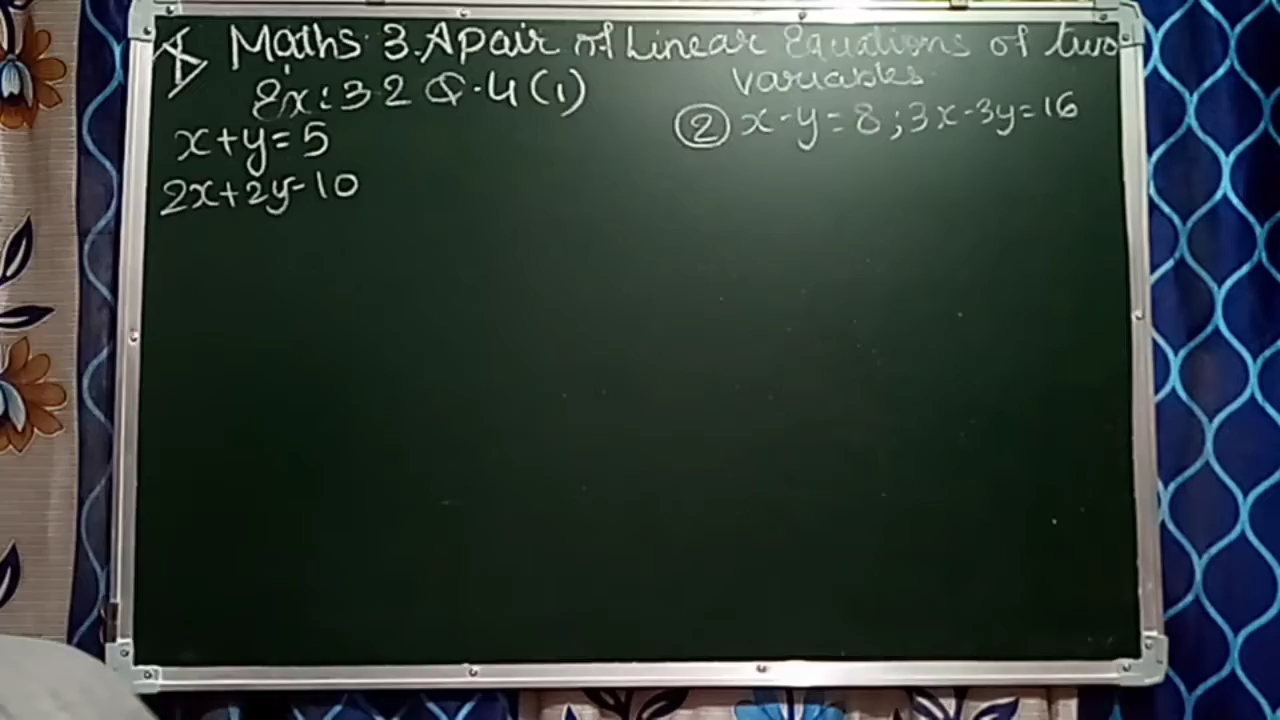 X Maths 3. A pair of Linear Equations of two
variables
Ex: 3.2 Q.4 (1)
x+y=5
2x+2y=10
② x-y=8; 3x-3y=16